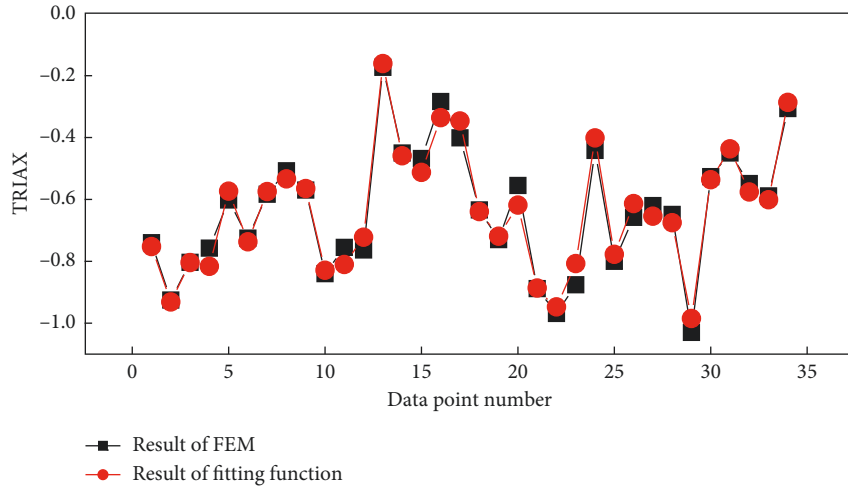 0.0
−0.2
−0.4
−0.6
−0.8
−1.0
TRIAX
0 5 10 15 20 25 30 35
Data point number
Result of FEM
Result of fitting function